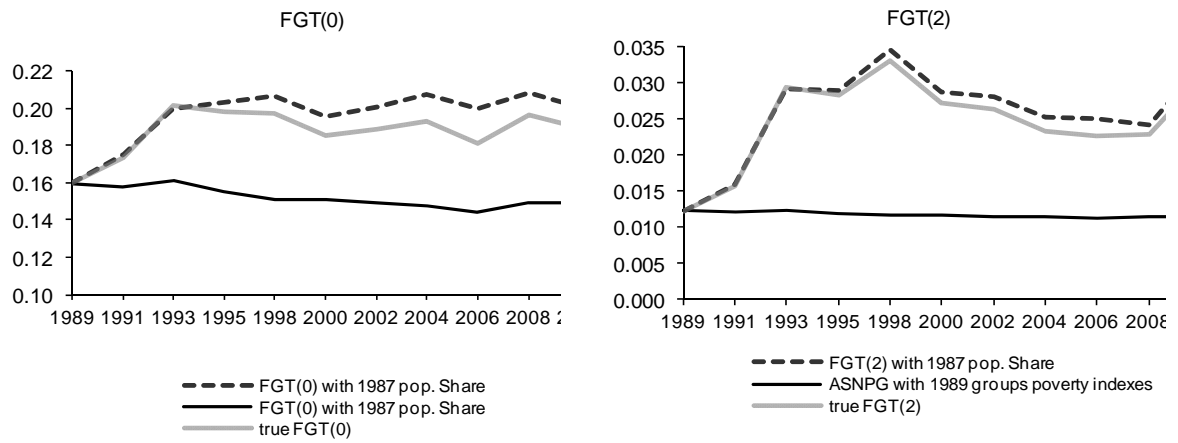 FGT(0)
0.22
0.20
0.18
0.16
0.14
0.12
0.10
1989 1991 1993 1995 1998 2000 2002 2004 2006 2008 2
FGT(0) with 1987 pop. Share
FGT(0) with 1987 pop. Share
true FGT(0)
FGT(2)
0.035
0.030
0.025
0.020
0.015
0.010
0.005
0.000
1989 1991 1993 1995 1998 2000 2002 2004 2006 2008
FGT(2) with 1987 pop. Share
ASNPG with 1989 groups poverty indexes
true FGT(2)